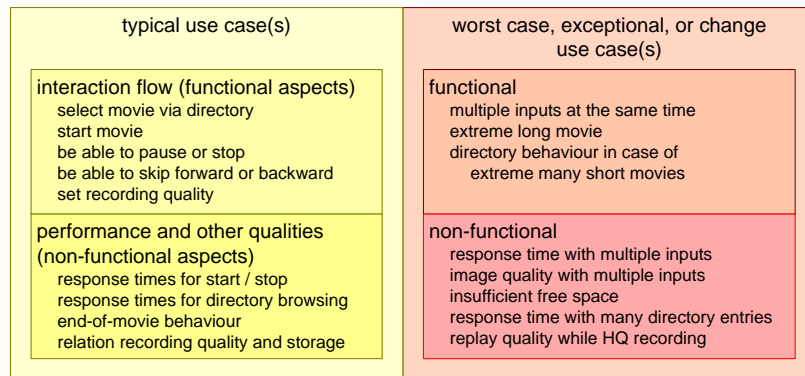 typical use case(s)
interaction flow (functional aspects)
select movie via directory
start movie
be able to pause or stop
be able to skip forward or backward
set recording quality
performance and other qualities
(non-functional aspects)
response times for start / stop
response times for directory browsing
end-of-movie behaviour
relation recording quality and storage
worst case, exceptional, or change
use case(s)
functional
multiple inputs at the same time
extreme long movie
directory behaviour in case of
extreme many short movies
non-functional
response time with multiple inputs
image quality with multiple inputs
insufficient free space
response time with many directory entries
replay quality while HQ recording